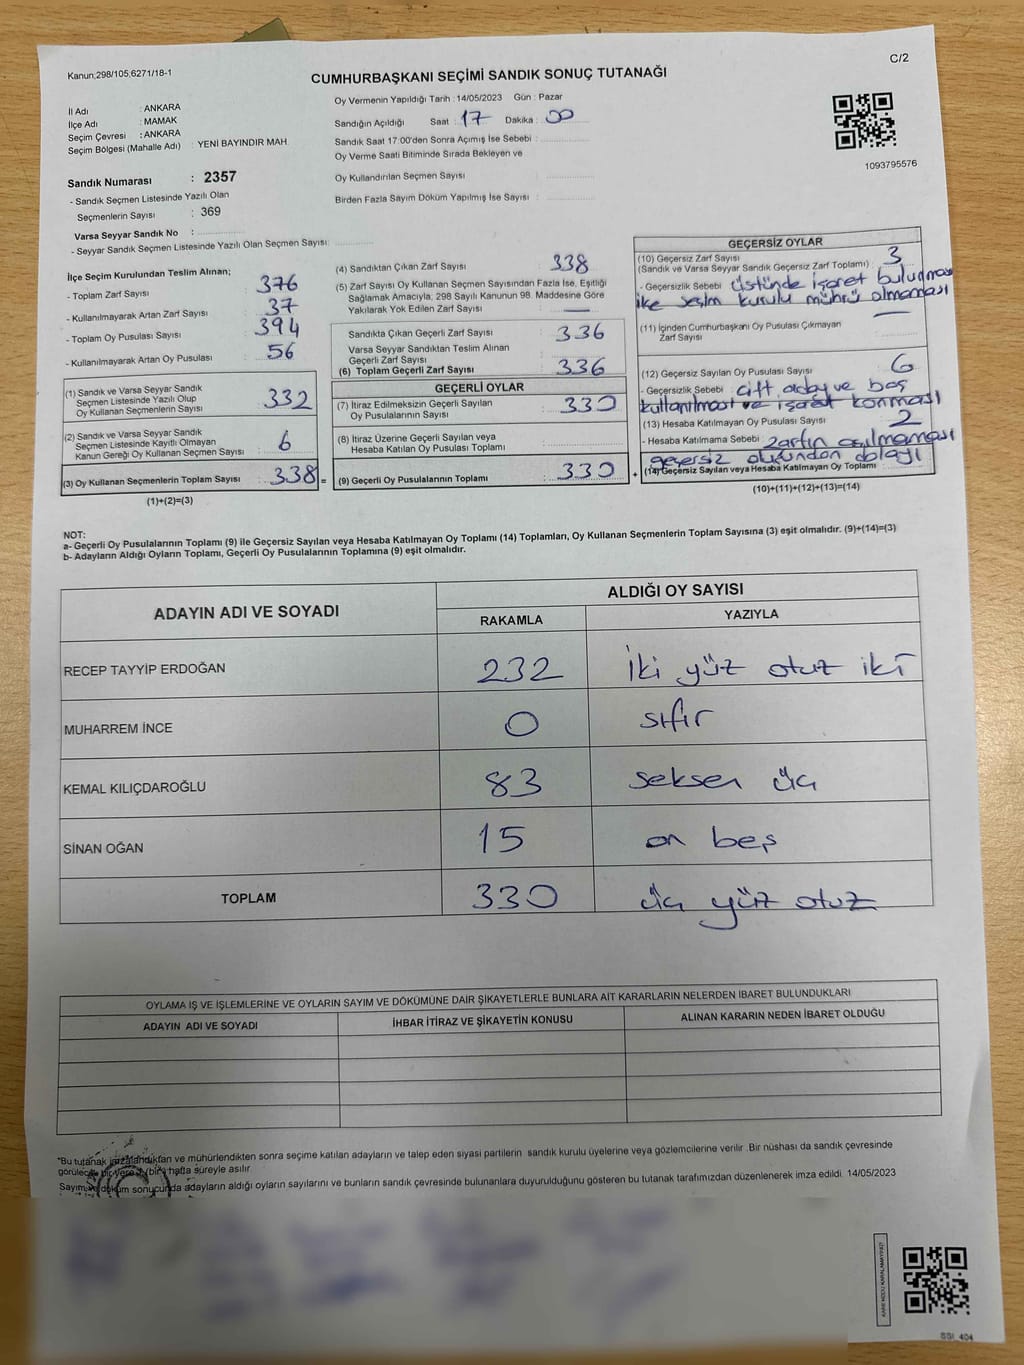 Kanun;298/105,6271/18-1
C/2
CUMHURBAŞKANI SEÇİMİ SANDIK SONUÇ TUTANAĞI
İl Adı : ANKARA
İlçe Adı : MAMAK
Seçim Çevresi : ANKARA
Seçim Bölgesi (Mahalle Adı) : YENİ BAYINDIR MAH
Oy Vermenin Yapıldığı Tarih : 14/05/2023 Gün : Pazar
Sandığın Açıldığı Saat : 17 Dakika : 00
Sandık Saat 17:00'den Sonra Açımış İse Sebebi :
Oy Verme Saati Bitiminde Sırada Bekleyen ve
Oy Kullandırılan Seçmen Sayısı
Birden Fazla Sayım Döküm Yapılmış İse Sayısı :
1093795576
Sandık Numarası : 2357
- Sandık Seçmen Listesinde Yazılı Olan
Seçmenlerin Sayısı : 369
Varsa Seyyar Sandık No :
- Seyyar Sandık Seçmen Listesinde Yazılı Olan Seçmen Sayısı:
İlçe Seçim Kurulundan Teslim Alınan;
- Toplam Zarf Sayısı : 376
- Kullanılmayarak Artan Zarf Sayısı : 37
- Toplam Oy Pusulası Sayısı : 394
- Kullanılmayarak Artan Oy Pusulası : 56
(1) Sandık ve Varsa Seyyar Sandık
Seçmen Listesinde Yazılı Olup
Oy Kullanan Seçmenlerin Sayısı : 332
(2) Sandık ve Varsa Seyyar Sandık
Seçmen Listesinde Kayıtlı Olmayan
Kanun Gereği Oy Kullanan Seçmen Sayısı : 6
(3) Oy Kullanan Seçmenlerin Toplam Sayısı : 338 =
(1)+(2)=(3)
(4) Sandıktan Çıkan Zarf Sayısı : 338
(5) Zarf Sayısı Oy Kullanan Seçmen Sayısından Fazla İse, Eşitliği
Sağlamak Amacıyla, 298 Sayılı Kanunun 98. Maddesine Göre
Yakılarak Yok Edilen Zarf Sayısı : —
Sandıkta Çıkan Geçerli Zarf Sayısı : 336
Varsa Seyyar Sandıktan Teslim Alınan
Geçerli Zarf Sayısı
(6) Toplam Geçerli Zarf Sayısı : 336
GEÇERLİ OYLAR
(7) İtiraz Edilmeksizin Geçerli Sayılan
Oy Pusulalarının Sayısı : 330
(8) İtiraz Üzerine Geçerli Sayılan veya
Hesaba Katılan Oy Pusulası Toplamı :
(9) Geçerli Oy Pusulalarının Toplamı : 330 +
GEÇERSİZ OYLAR
(10) Geçersiz Zarf Sayısı : 3
(Sandık ve Varsa Seyyar Sandık Geçersiz Zarf Toplamı)
- Geçersizlik Sebebi : üstünde işaret bulunması
ilçe seçim kurulu mührü olmaması
(11) İçinden Cumhurbaşkanı Oy Pusulası Çıkmayan
Zarf Sayısı : —
(12) Geçersiz Sayılan Oy Pusulası Sayısı : 6
- Geçersizlik Sebebi : çift aday ve boş
kullanılması ve işaret konması
(13) Hesaba Katılmayan Oy Pusulası Sayısı : 2
- Hesaba Katılmama Sebebi : zarfın açılmaması
geçersiz oluşundan dolayı
(14) Geçersiz Sayılan veya Hesaba Katılmayan Oy Toplamı :
(10)+(11)+(12)+(13)=(14)
NOT:
a- Geçerli Oy Pusulalarının Toplamı (9) ile Geçersiz Sayılan veya Hesaba Katılmayan Oy Toplamı (14) Toplamları, Oy Kullanan Seçmenlerin Toplam Sayısına (3) eşit olmalıdır. (9)+(14)=(3)
b- Adayların Aldığı Oyların Toplamı, Geçerli Oy Pusulalarının Toplamına (9) eşit olmalıdır.
ADAYIN ADI VE SOYADI
ALDIĞI OY SAYISI
RAKAMLA YAZIYLA
RECEP TAYYİP ERDOĞAN 232 iki yüz otuz iki
MUHARREM İNCE 0 sıfır
KEMAL KILIÇDAROĞLU 83 seksen üç
SİNAN OĞAN 15 on beş
TOPLAM 330 üç yüz otuz
OYLAMA İŞ VE İŞLEMLERİNE VE OYLARIN SAYIM VE DÖKÜMÜNE DAİR ŞİKAYETLERLE BUNLARA AİT KARARLARIN NELERDEN İBARET BULUNDUKLARI
ADAYIN ADI VE SOYADI İHBAR İTİRAZ VE ŞİKAYETİN KONUSU ALINAN KARARIN NEDEN İBARET OLDUĞU
*Bu tutanak imzalandıktan ve mühürlendikten sonra seçime katılan adayların ve talep eden siyasi partilerin sandık kurulu üyelerine veya gözlemcilerine verilir. Bir nüshası da sandık çevresinde
görülecek bir yere (bir) hafta süreyle asılır.
Sayım ve döküm sonucunda adayların aldığı oyların sayılarını ve bunların sandık çevresinde bulunanlara duyurulduğunu gösteren bu tutanak tarafımızdan düzenlenerek imza edildi. 14/05/2023
KAREKODU KARALAMAYINIZ!